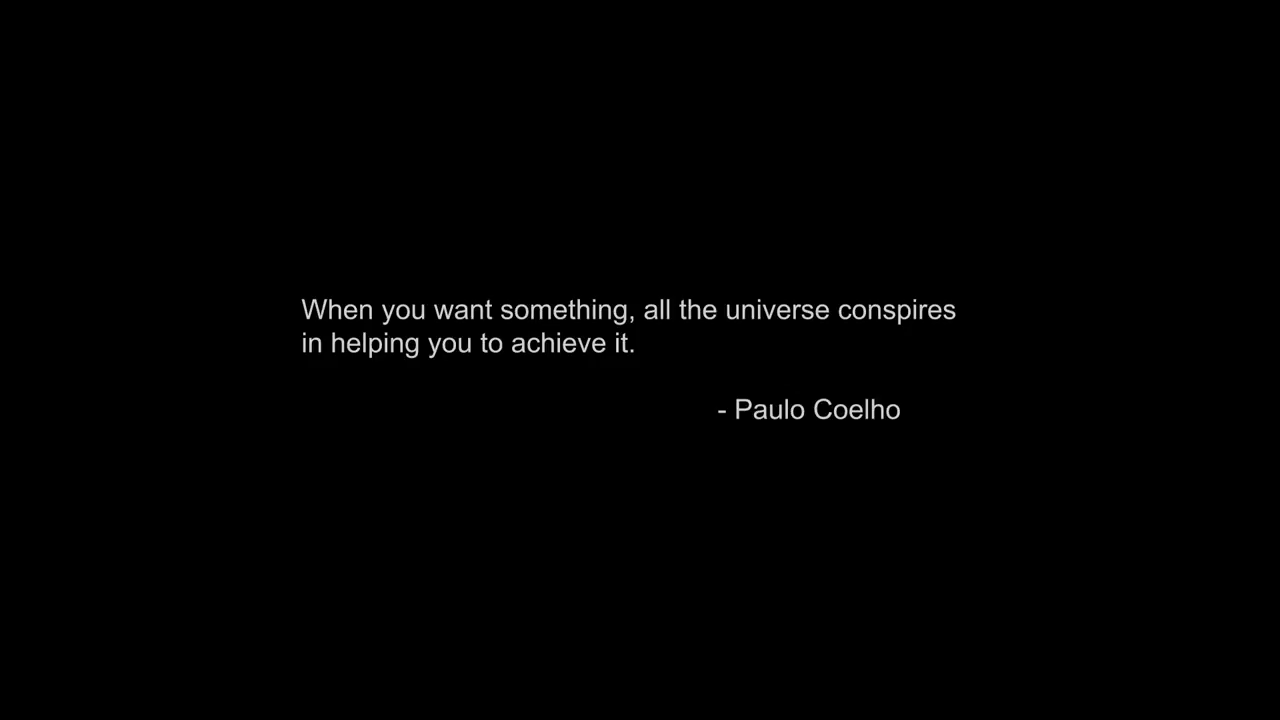 When you want something, all the universe conspires
in helping you to achieve it.
- Paulo Coelho